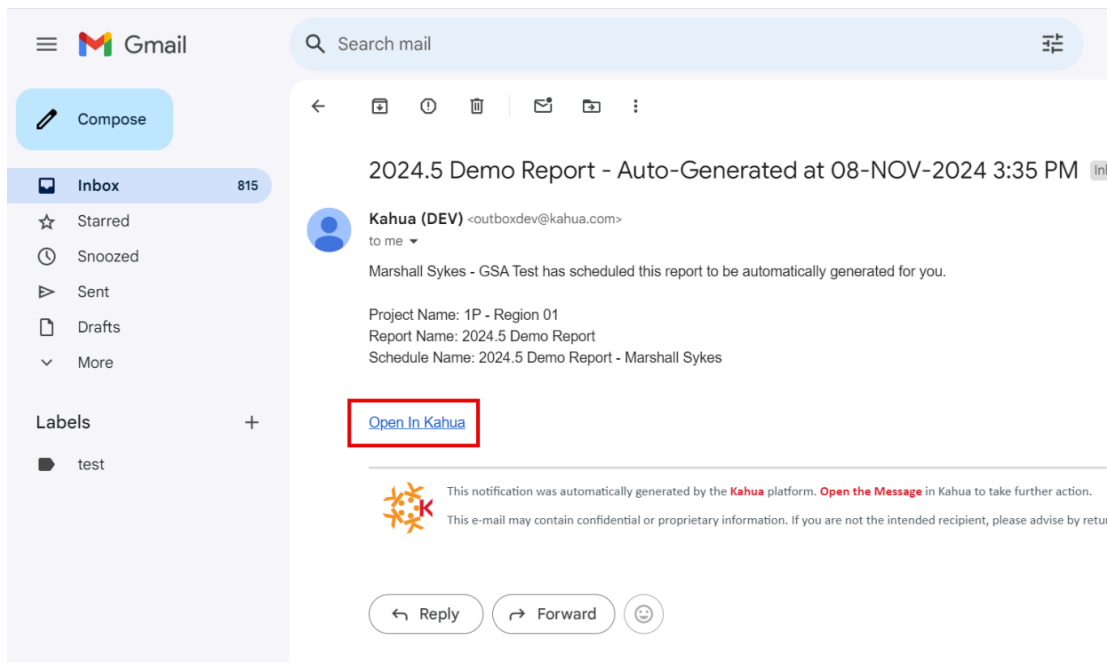 Gmail
Search mail
Compose
Inbox 815
Starred
Snoozed
Sent
Drafts
More
Labels
test
2024.5 Demo Report - Auto-Generated at 08-NOV-2024 3:35 PM
Kahua (DEV) <outboxdev@kahua.com>
to me
Marshall Sykes - GSA Test has scheduled this report to be automatically generated for you.
Project Name: 1P - Region 01
Report Name: 2024.5 Demo Report
Schedule Name: 2024.5 Demo Report - Marshall Sykes
Open In Kahua
K
This notification was automatically generated by the Kahua platform. Open the Message in Kahua to take further action.
This e-mail may contain confidential or proprietary information. If you are not the intended recipient, please advise by
Reply
Forward